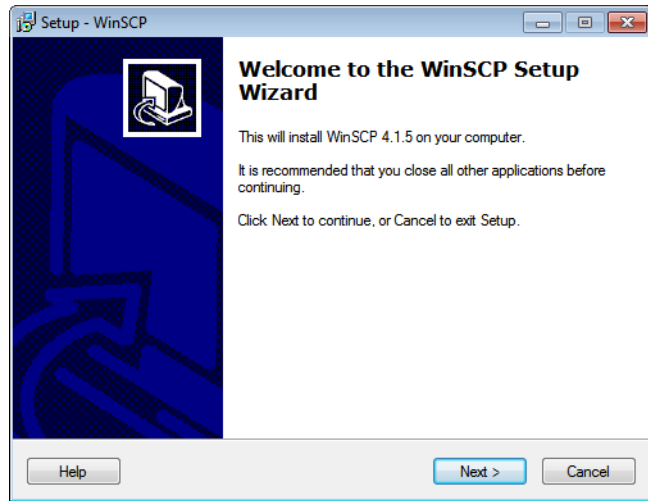 Setup - WinSCP
Welcome to the WinSCP Setup
Wizard
This will install WinSCP 4.1.5 on your computer.
It is recommended that you close all other applications before
continuing.
Click Next to continue, or Cancel to exit Setup.
Help
Next >
Cancel